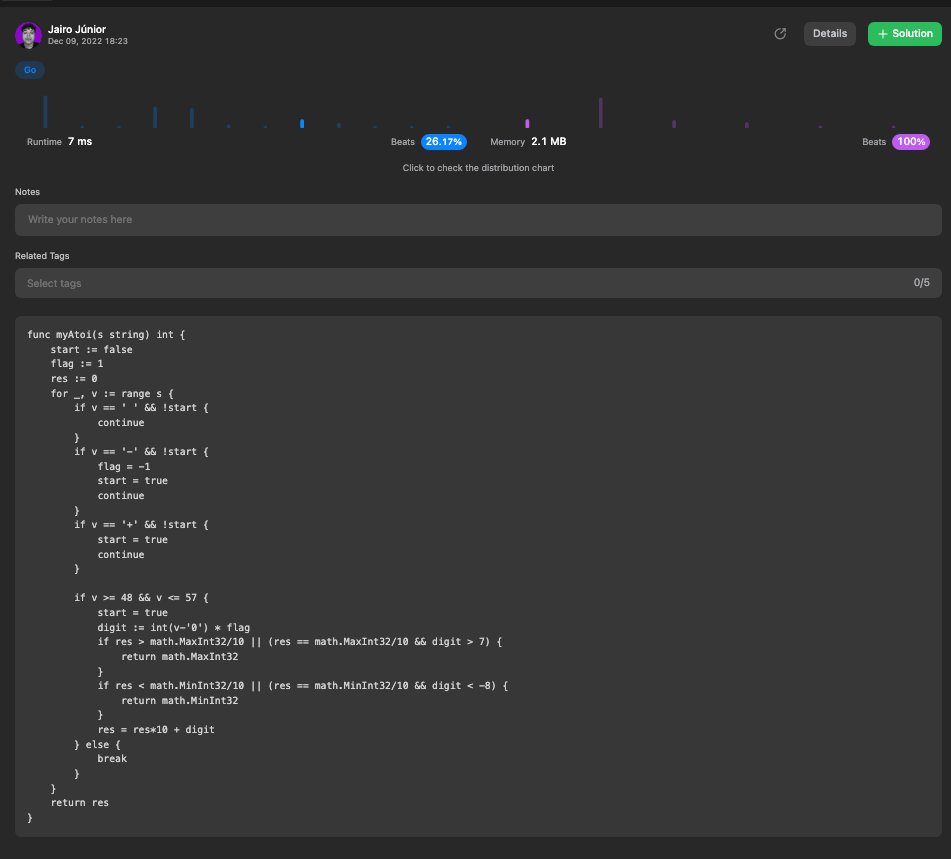 Jairo Júnior
Dec 09, 2022 18:23
Details
+ Solution
Go
Runtime 7 ms
Beats 26.17%
Memory 2.1 MB
Beats 100%
Click to check the distribution chart
Notes
Write your notes here
Related Tags
Select tags
0/5
func myAtoi(s string) int {
    start := false
    flag := 1
    res := 0
    for _, v := range s {
        if v == ' ' && !start {
            continue
        }
        if v == '-' && !start {
            flag = -1
            start = true
            continue
        }
        if v == '+' && !start {
            start = true
            continue
        }

        if v >= 48 && v <= 57 {
            start = true
            digit := int(v-'0') * flag
            if res > math.MaxInt32/10 || (res == math.MaxInt32/10 && digit > 7) {
                return math.MaxInt32
            }
            if res < math.MinInt32/10 || (res == math.MinInt32/10 && digit < -8) {
                return math.MinInt32
            }
            res = res*10 + digit
        } else {
            break
        }
    }
    return res
}